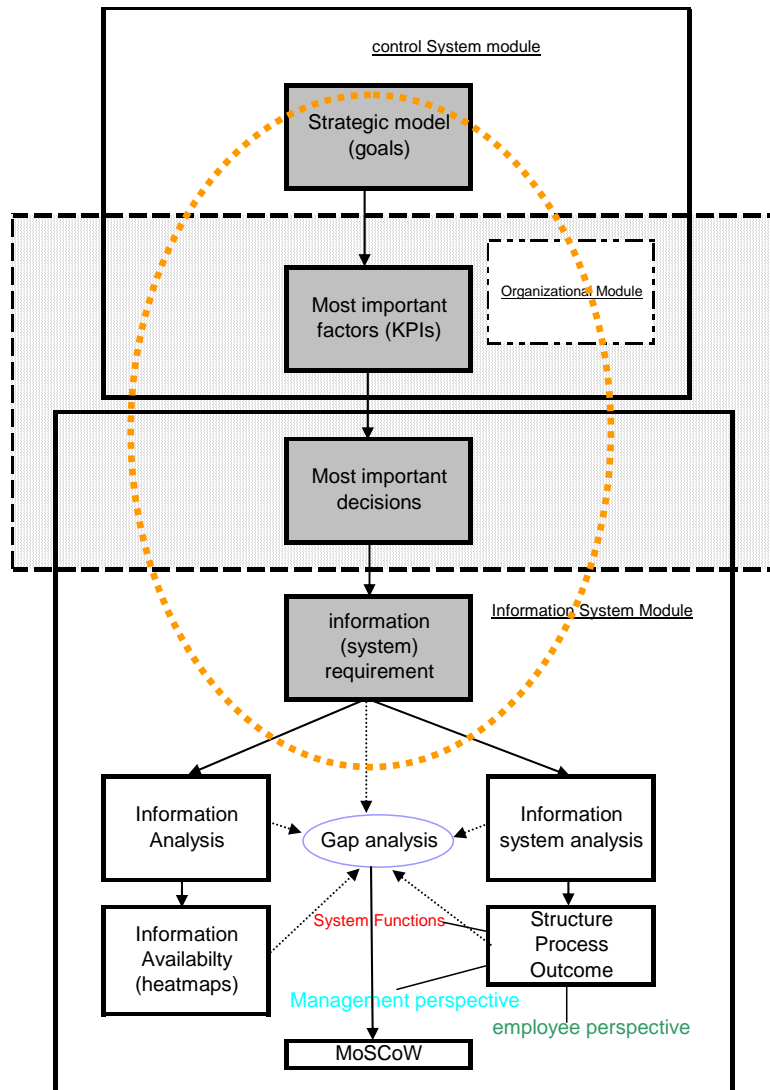 control System module
Strategic model
(goals)
Organizational Module
Most important
factors (KPIs)
Most important
decisions
Information System Module
information
(system)
requirement
Information
Analysis
Gap analysis
Information
system analysis
Information
Availabilty
(heatmaps)
System Functions
Structure
Process
Outcome
Management perspective
employee perspective
MoSCoW